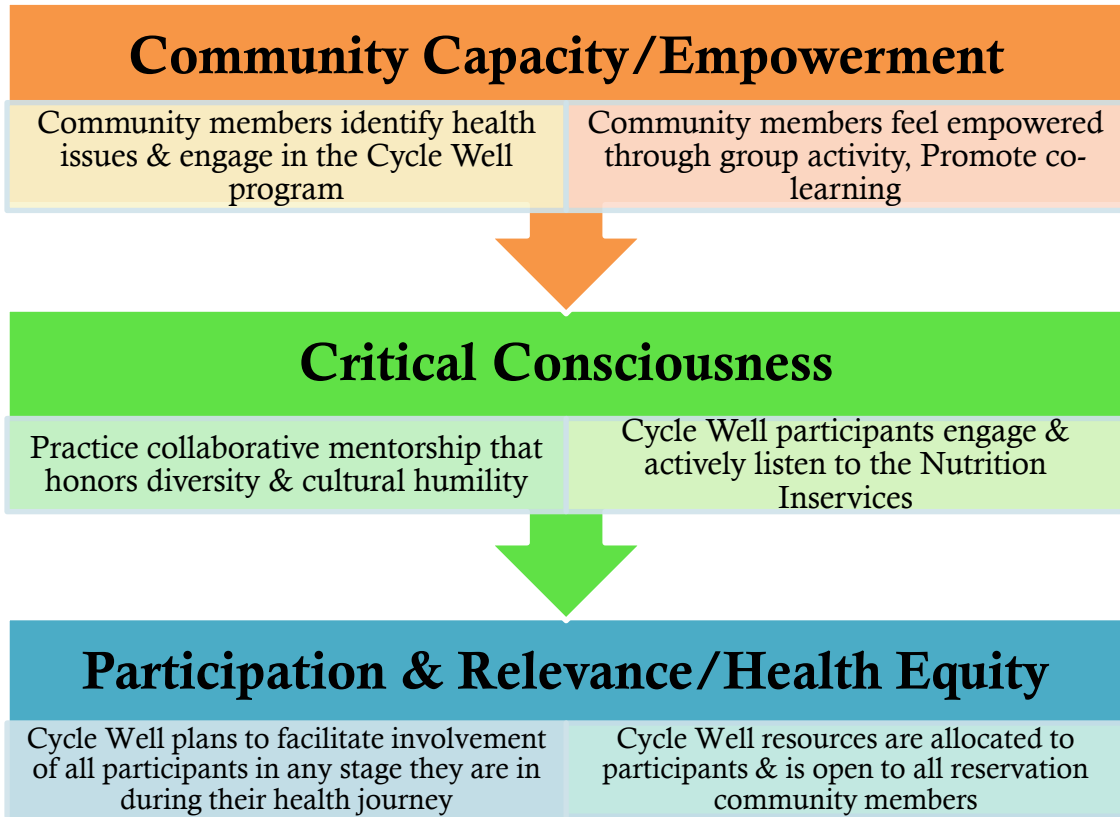 Community Capacity/Empowerment
Community members identify health
issues & engage in the Cycle Well
program
Community members feel empowered
through group activity, Promote co-
learning
Critical Consciousness
Practice collaborative mentorship that
honors diversity & cultural humility
Cycle Well participants engage &
actively listen to the Nutrition
Inservices
Participation & Relevance/Health Equity
Cycle Well plans to facilitate involvement
of all participants in any stage they are in
during their health journey
Cycle Well resources are allocated to
participants & is open to all reservation
community members